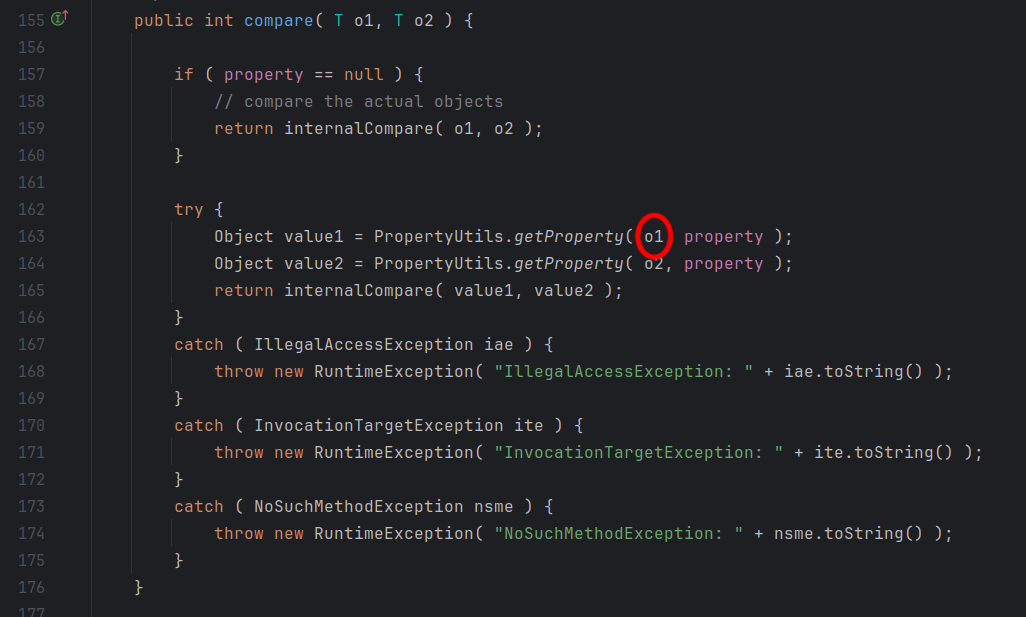 155 public int compare( T o1, T o2 ) {
156
157 if ( property == null ) {
158 // compare the actual objects
159 return internalCompare( o1, o2 );
160 }
161
162 try {
163 Object value1 = PropertyUtils.getProperty( o1 property );
164 Object value2 = PropertyUtils.getProperty( o2, property );
165 return internalCompare( value1, value2 );
166 }
167 catch ( IllegalAccessException iae ) {
168 throw new RuntimeException( "IllegalAccessException: " + iae.toString() );
169 }
170 catch ( InvocationTargetException ite ) {
171 throw new RuntimeException( "InvocationTargetException: " + ite.toString() );
172 }
173 catch ( NoSuchMethodException nsme ) {
174 throw new RuntimeException( "NoSuchMethodException: " + nsme.toString() );
175 }
176 }
177